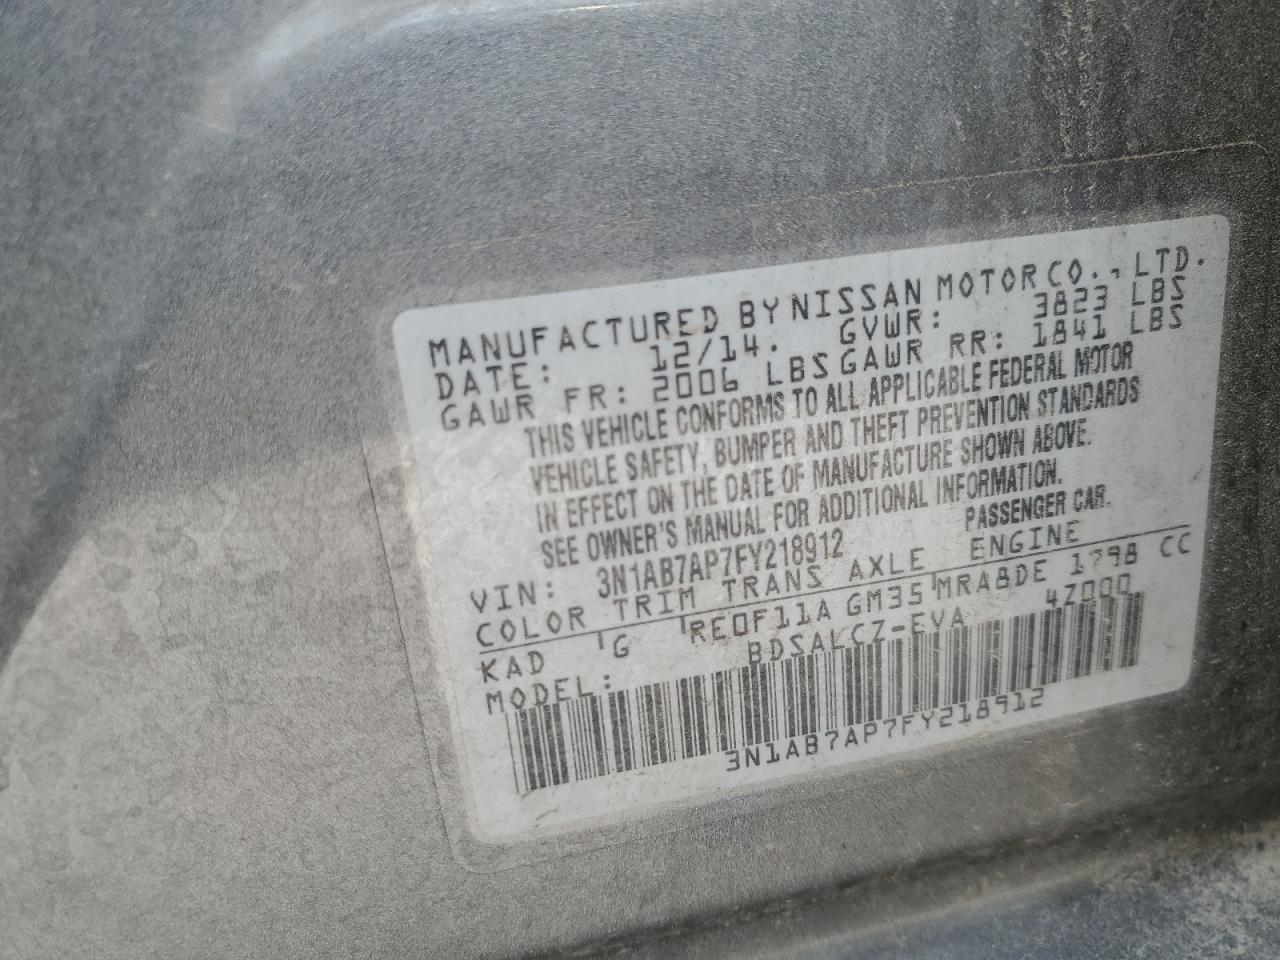 MANUFACTURED BY NISSAN MOTOR CO., LTD.
DATE: 12/14. GVWR: 3823 LBS
GAWR FR: 2006 LBS GAWR RR: 1841 LBS
THIS VEHICLE CONFORMS TO ALL APPLICABLE FEDERAL MOTOR
VEHICLE SAFETY, BUMPER AND THEFT PREVENTION STANDARDS
IN EFFECT ON THE DATE OF MANUFACTURE SHOWN ABOVE.
SEE OWNER'S MANUAL FOR ADDITIONAL INFORMATION.
VIN: 3N1AB7AP7FY218912 PASSENGER CAR.
COLOR TRIM TRANS AXLE ENGINE
KAD G RE0F11A GM35 MRA8DE 1798 CC
MODEL: BDSALCZ-EVA 4Z000
3N1AB7AP7FY218912